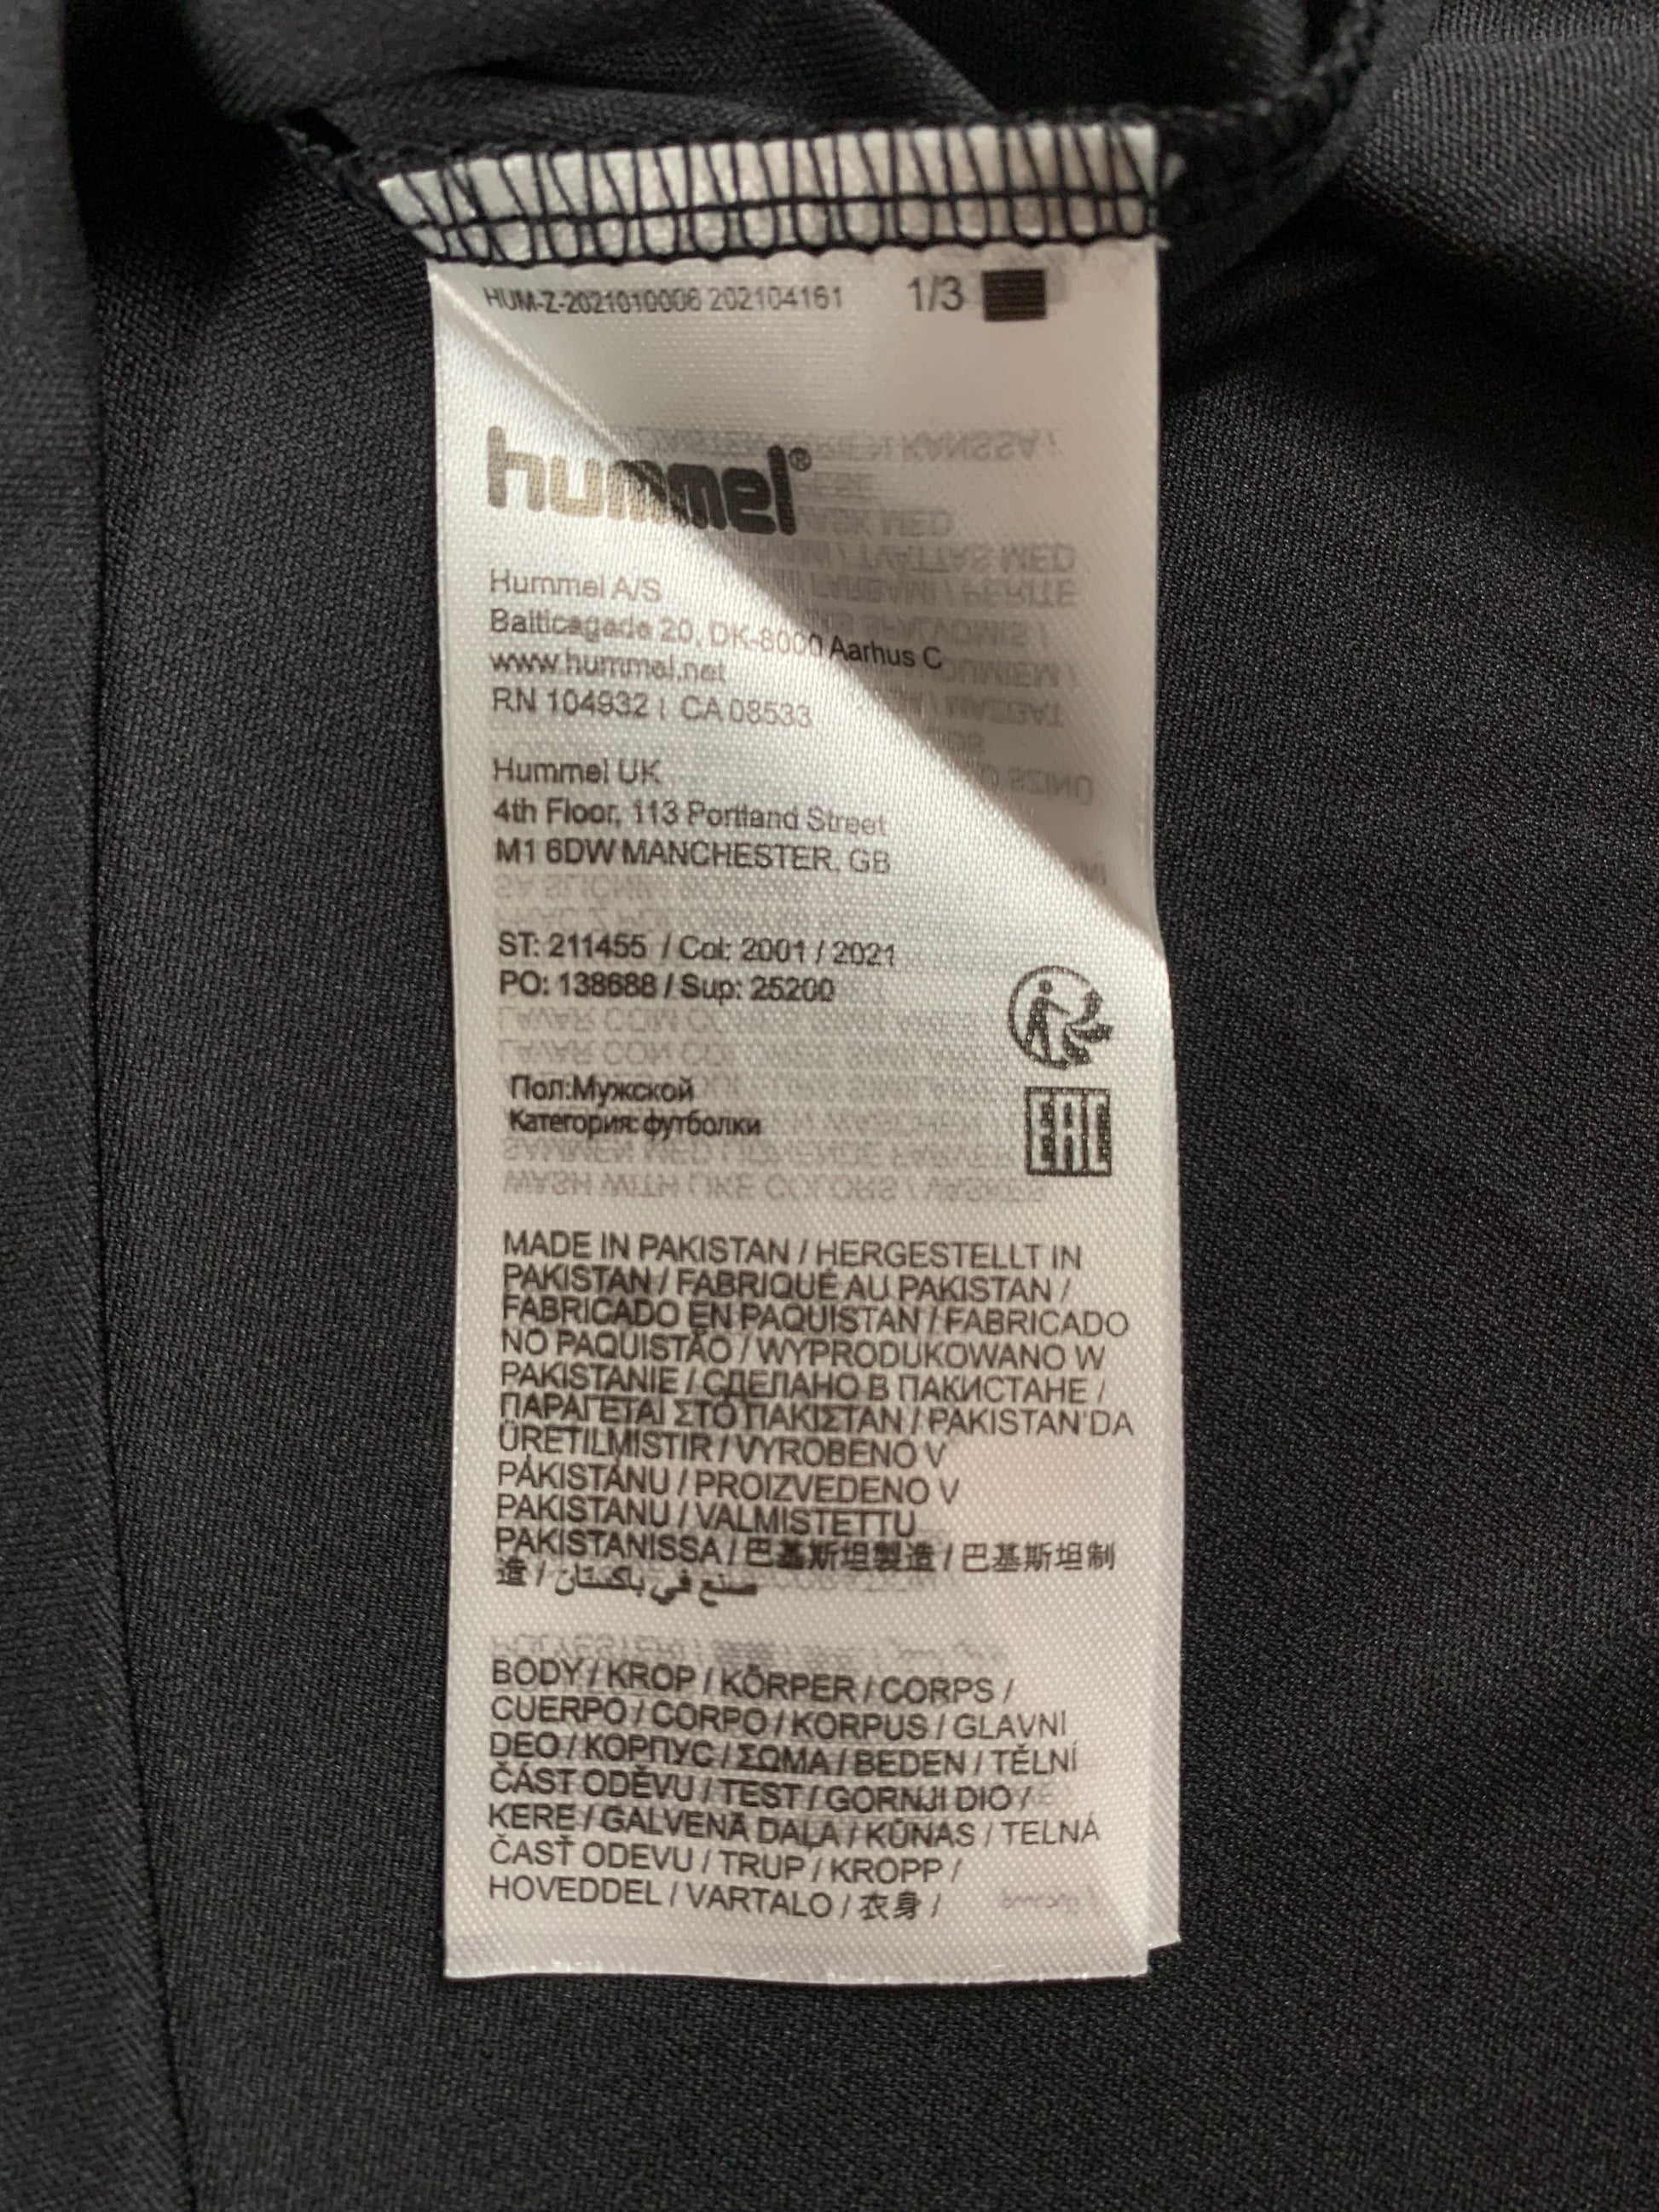 HUM-Z-2021010006 202104161 1/3
hummel®
Hummel A/S
Balticagade 20, DK-8000 Aarhus C
www.hummel.net
RN 104932 | CA 08533
Hummel UK
4th Floor, 113 Portland Street
M1 6DW MANCHESTER, GB
ST: 211455 / Col: 2001 / 2021
PO: 138688 / Sup: 25200
Пол:Мужской
Категория: футболки
EAC
MADE IN PAKISTAN / HERGESTELLT IN
PAKISTAN / FABRIQUÉ AU PAKISTAN /
FABRICADO EN PAQUISTAN / FABRICADO
NO PAQUISTÃO / WYPRODUKOWANO W
PAKISTANIE / СДЕЛАНО В ПАКИСТАНЕ /
ΠΑΡΑΓΕΤΑΙ ΣΤΟ ΠΑΚΙΣΤΑΝ / PAKISTAN'DA
ÜRETILMISTIR / VYROBENO V
PÁKISTÁNU / PROIZVEDENO V
PAKISTANU / VALMISTETTU
PAKISTANISSA / 巴基斯坦製造 / 巴基斯坦制
造 / صنع في باكستان
BODY / KROP / KÖRPER / CORPS /
CUERPO / CORPO / KORPUS / GLAVNI
DEO / КОРПУС / ΣΩΜΑ / BEDEN / TĚLNÍ
ČÁST ODĚVU / TEST / GORNJI DIO /
KERE / GALVENĀ DAĻA / KŪNAS / TELNÁ
ČASŤ ODEVU / TRUP / KROPP /
HOVEDDEL / VARTALO / 衣身 /